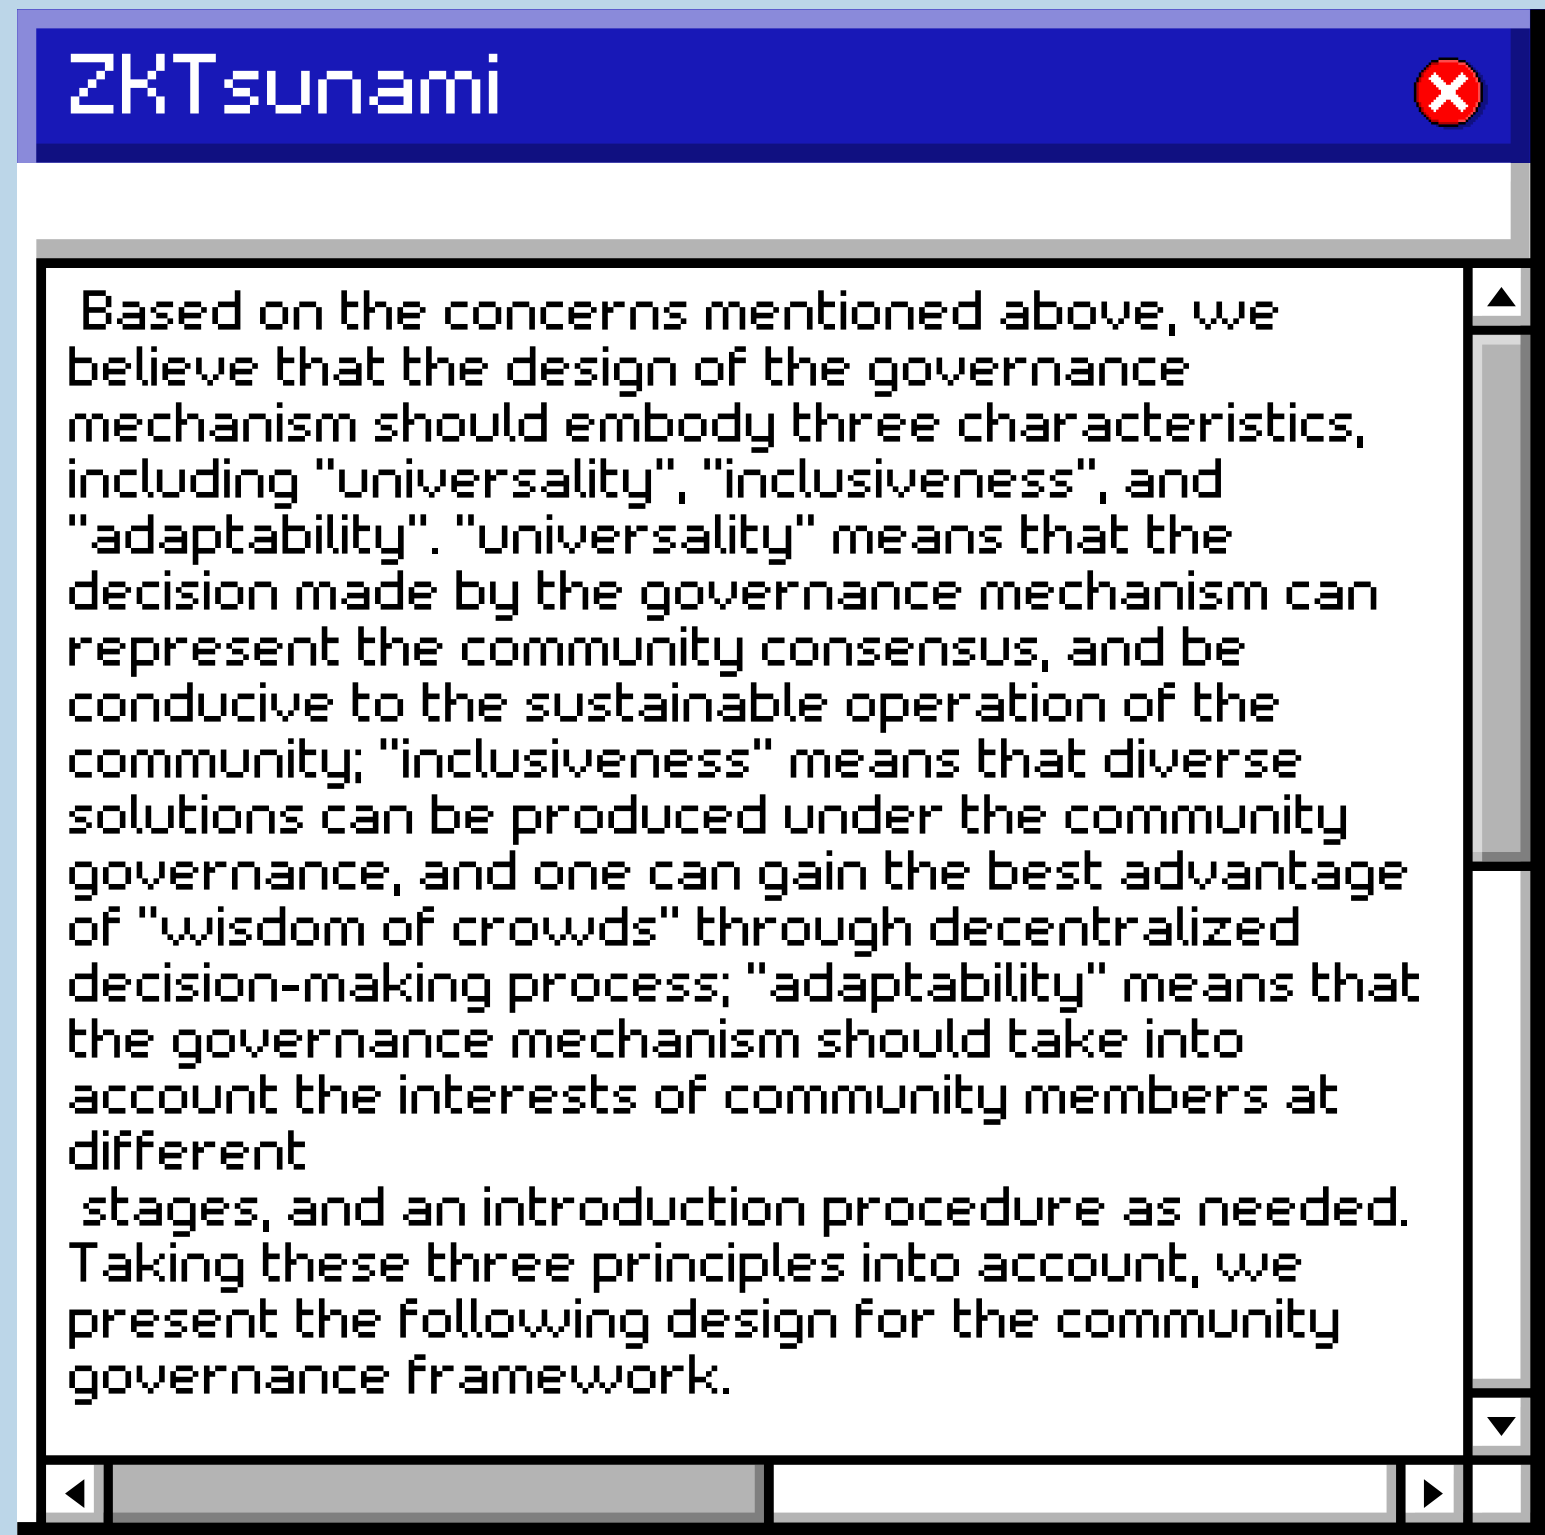 ZKTsunami
Based on the concerns mentioned above, we
believe that the design of the governance
mechanism should embody three characteristics,
including "universality", "inclusiveness", and
"adaptability". "universality" means that the
decision made by the governance mechanism can
represent the community consensus, and be
conducive to the sustainable operation of the
community; "inclusiveness" means that diverse
solutions can be produced under the community
governance, and one can gain the best advantage
of "wisdom of crowds" through decentralized
decision-making process; "adaptability" means that
the governance mechanism should take into
account the interests of community members at
different
stages, and an introduction procedure as needed.
Taking these three principles into account, we
present the following design for the community
governance framework.